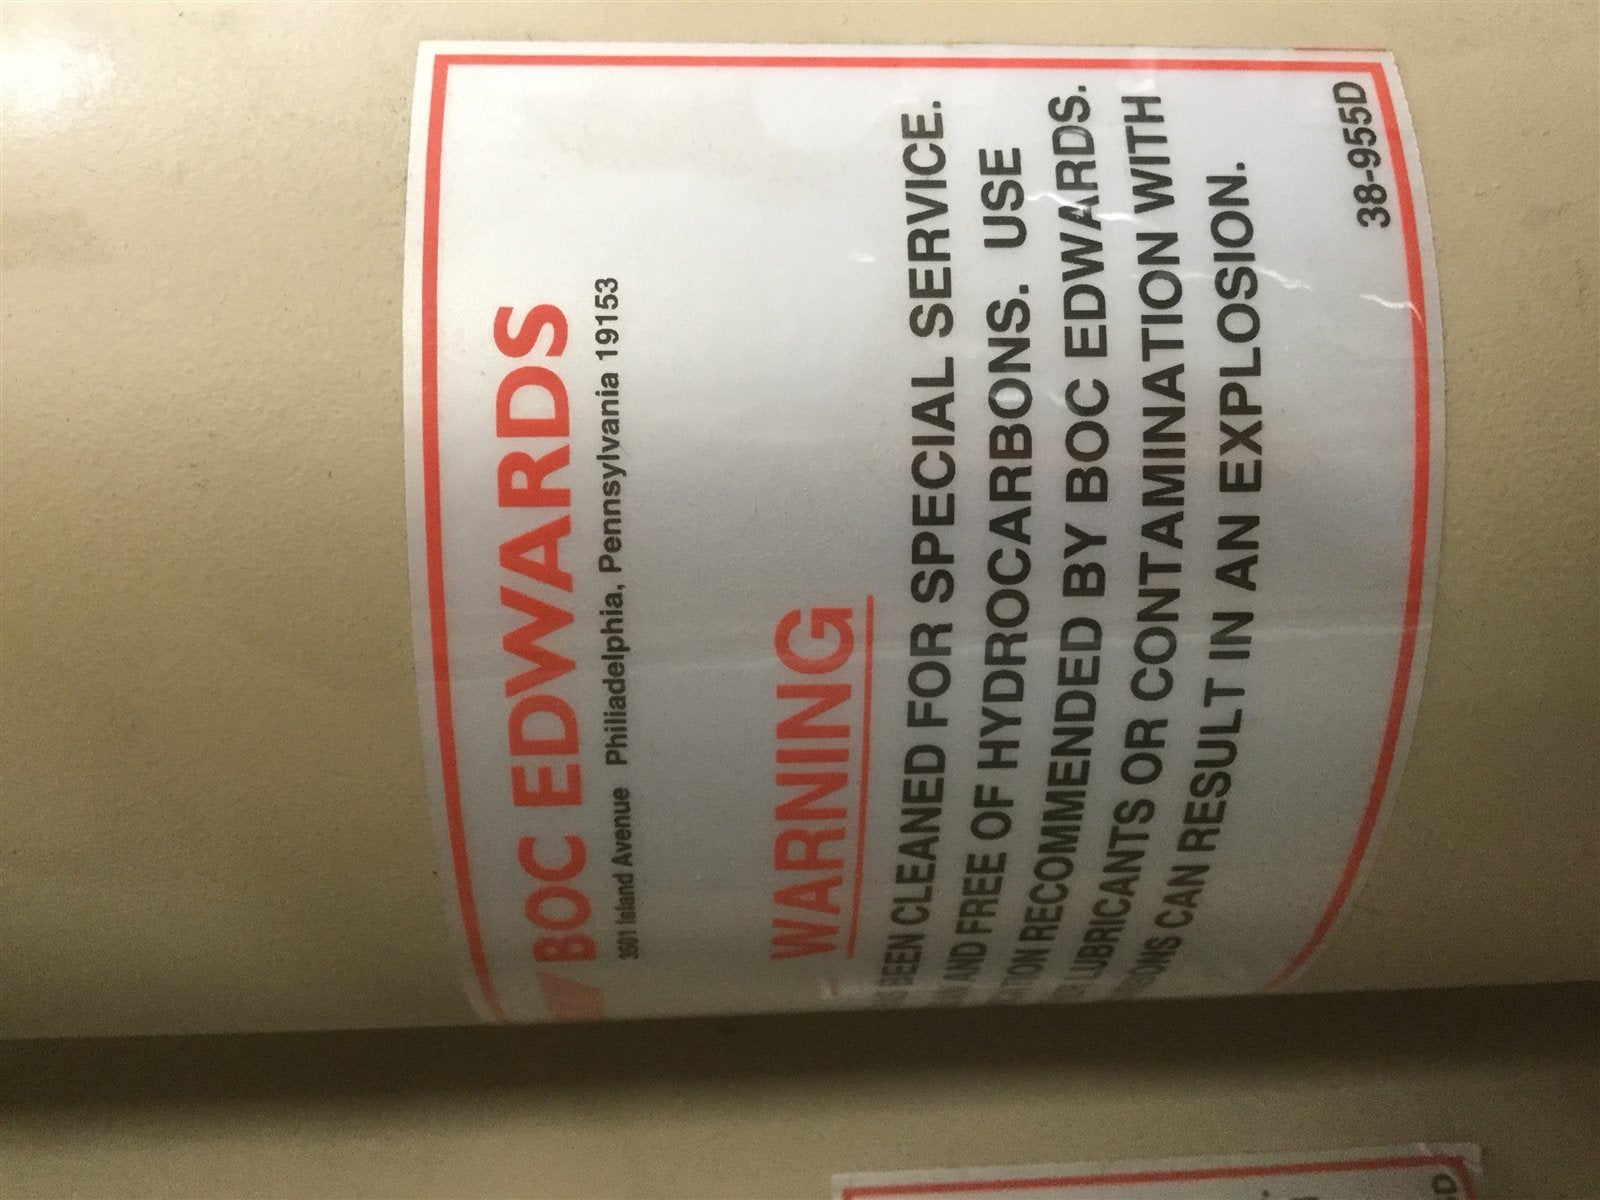 BOC EDWARDS
3501 Island Avenue Philiadelphia, Pennsylvania 19153
WARNING
BEEN CLEANED FOR SPECIAL SERVICE.
AND FREE OF HYDROCARBONS. USE
RECOMMENDED BY BOC EDWARDS.
LUBRICANTS OR CONTAMINATION WITH
CAN RESULT IN AN EXPLOSION.
38-955D